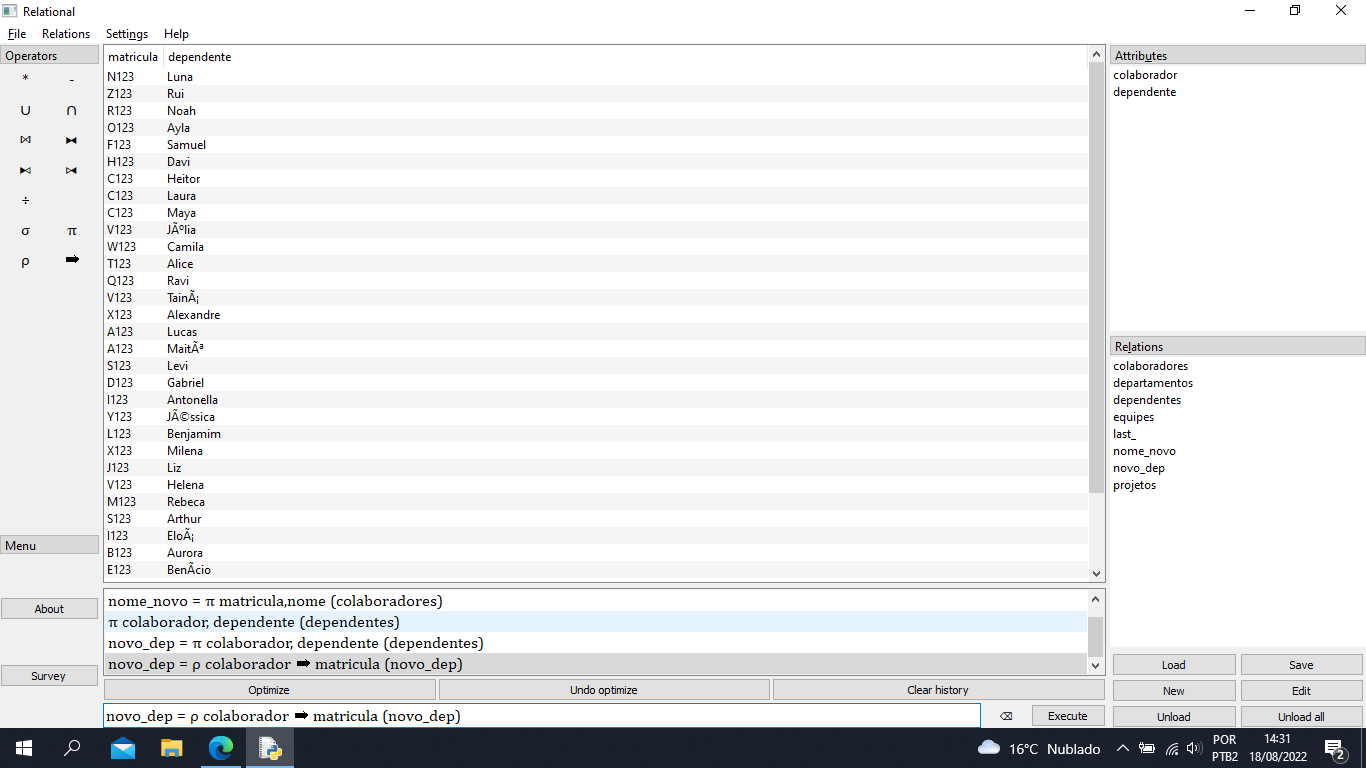 Relational
File Relations Settings Help
Operators
* -
∪ ∩
⋈ ⧓
⧑ ⧒
÷
σ π
ρ ➡
Menu
About
Survey
matricula dependente
N123 Luna
Z123 Rui
R123 Noah
O123 Ayla
F123 Samuel
H123 Davi
C123 Heitor
C123 Laura
C123 Maya
V123 JÃºlia
W123 Camila
T123 Alice
Q123 Ravi
V123 TainÃ¡
X123 Alexandre
A123 Lucas
A123 MaitÃª
S123 Levi
D123 Gabriel
I123 Antonella
Y123 JÃ©ssica
L123 Benjamim
X123 Milena
J123 Liz
V123 Helena
M123 Rebeca
S123 Arthur
I123 EloÃ¡
B123 Aurora
E123 BenÃcio
nome_novo = π matricula,nome (colaboradores)
π colaborador, dependente (dependentes)
novo_dep = π colaborador, dependente (dependentes)
novo_dep = ρ colaborador ➡ matricula (novo_dep)
Optimize Undo optimize Clear history
novo_dep = ρ colaborador ➡ matricula (novo_dep) ⌫ Execute
Attributes
colaborador
dependente
Relations
colaboradores
departamentos
dependentes
equipes
last_
nome_novo
novo_dep
projetos
Load Save
New Edit
Unload Unload all
16°C Nublado
POR
PTB2
14:31
18/08/2022
2